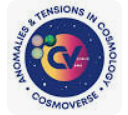 ANOMALIES & TENSIONS IN COSMOLOGY
CV
• COSMOVERSE •